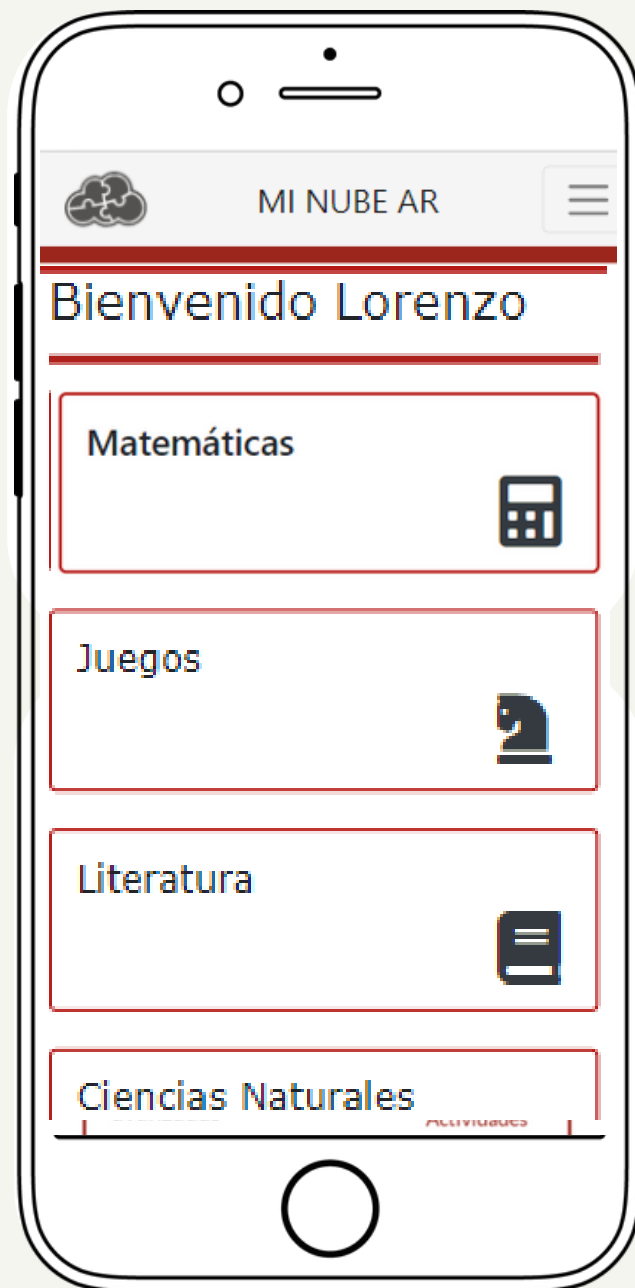 MI NUBE AR
Bienvenido Lorenzo
Matemáticas
Juegos
Literatura
Ciencias Naturales
Actividades